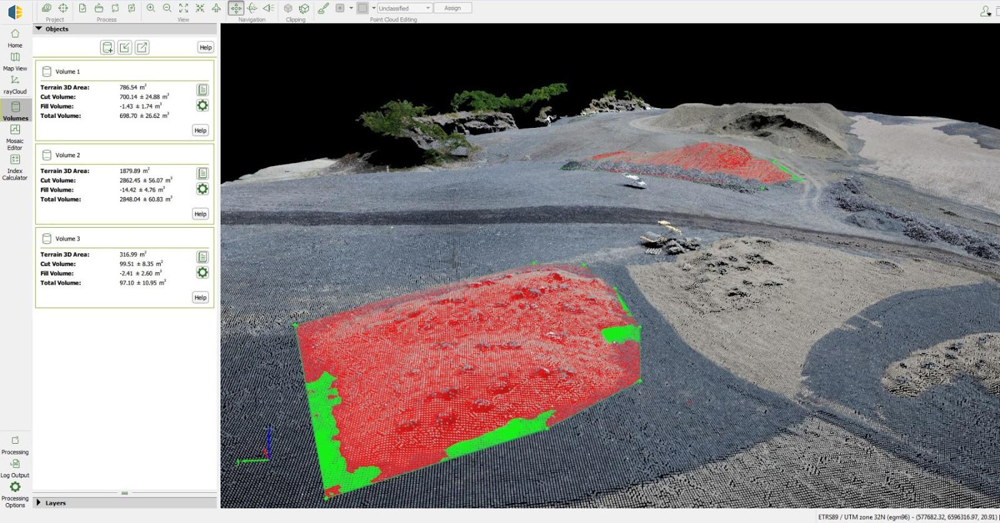 Project
Process
View
Navigation
Clipping
Unclassified
Assign
Point Cloud Editing
Home
Map View
rayCloud
Volumes
Mosaic
Editor
Index
Calculator
Processing
Log Output
Processing
Options
Objects
Help
Volume 1
Terrain 3D Area: 786.54 m²
Cut Volume: 700.14 ± 24.88 m³
Fill Volume: -1.43 ± 1.74 m³
Total Volume: 698.70 ± 26.62 m³
Help
Volume 2
Terrain 3D Area: 1879.89 m²
Cut Volume: 2862.45 ± 56.07 m³
Fill Volume: -14.42 ± 4.76 m³
Total Volume: 2848.04 ± 60.83 m³
Help
Volume 3
Terrain 3D Area: 316.99 m²
Cut Volume: 99.51 ± 8.35 m³
Fill Volume: -2.41 ± 2.60 m³
Total Volume: 97.10 ± 10.95 m³
Help
Layers
ETRS89 / UTM zone 32N (egm96) - (577682.32, 6596316.97, 20.91)